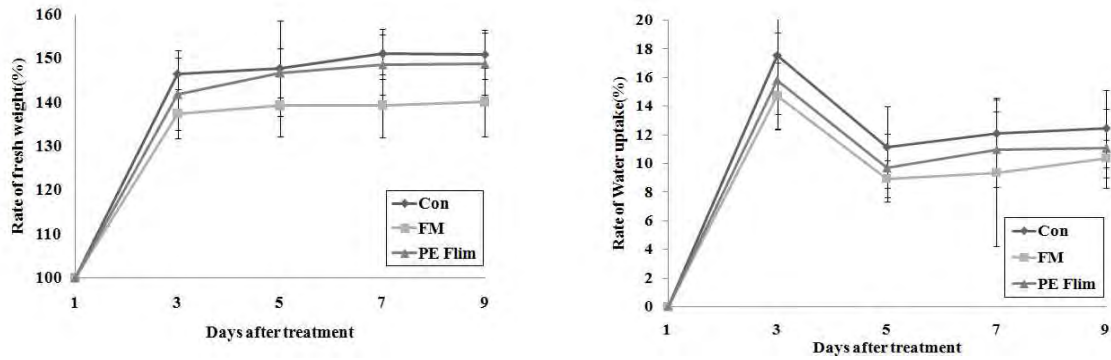 160
150
140
130
120
110
100
Rate of fresh weight(%)
Con
FM
PE Flim
1 3 5 7 9
Days after treatment
20
18
16
14
12
10
8
6
4
2
0
Rate of Water uptake(%)
Con
FM
PE Flim
1 3 5 7 9
Days after treatment